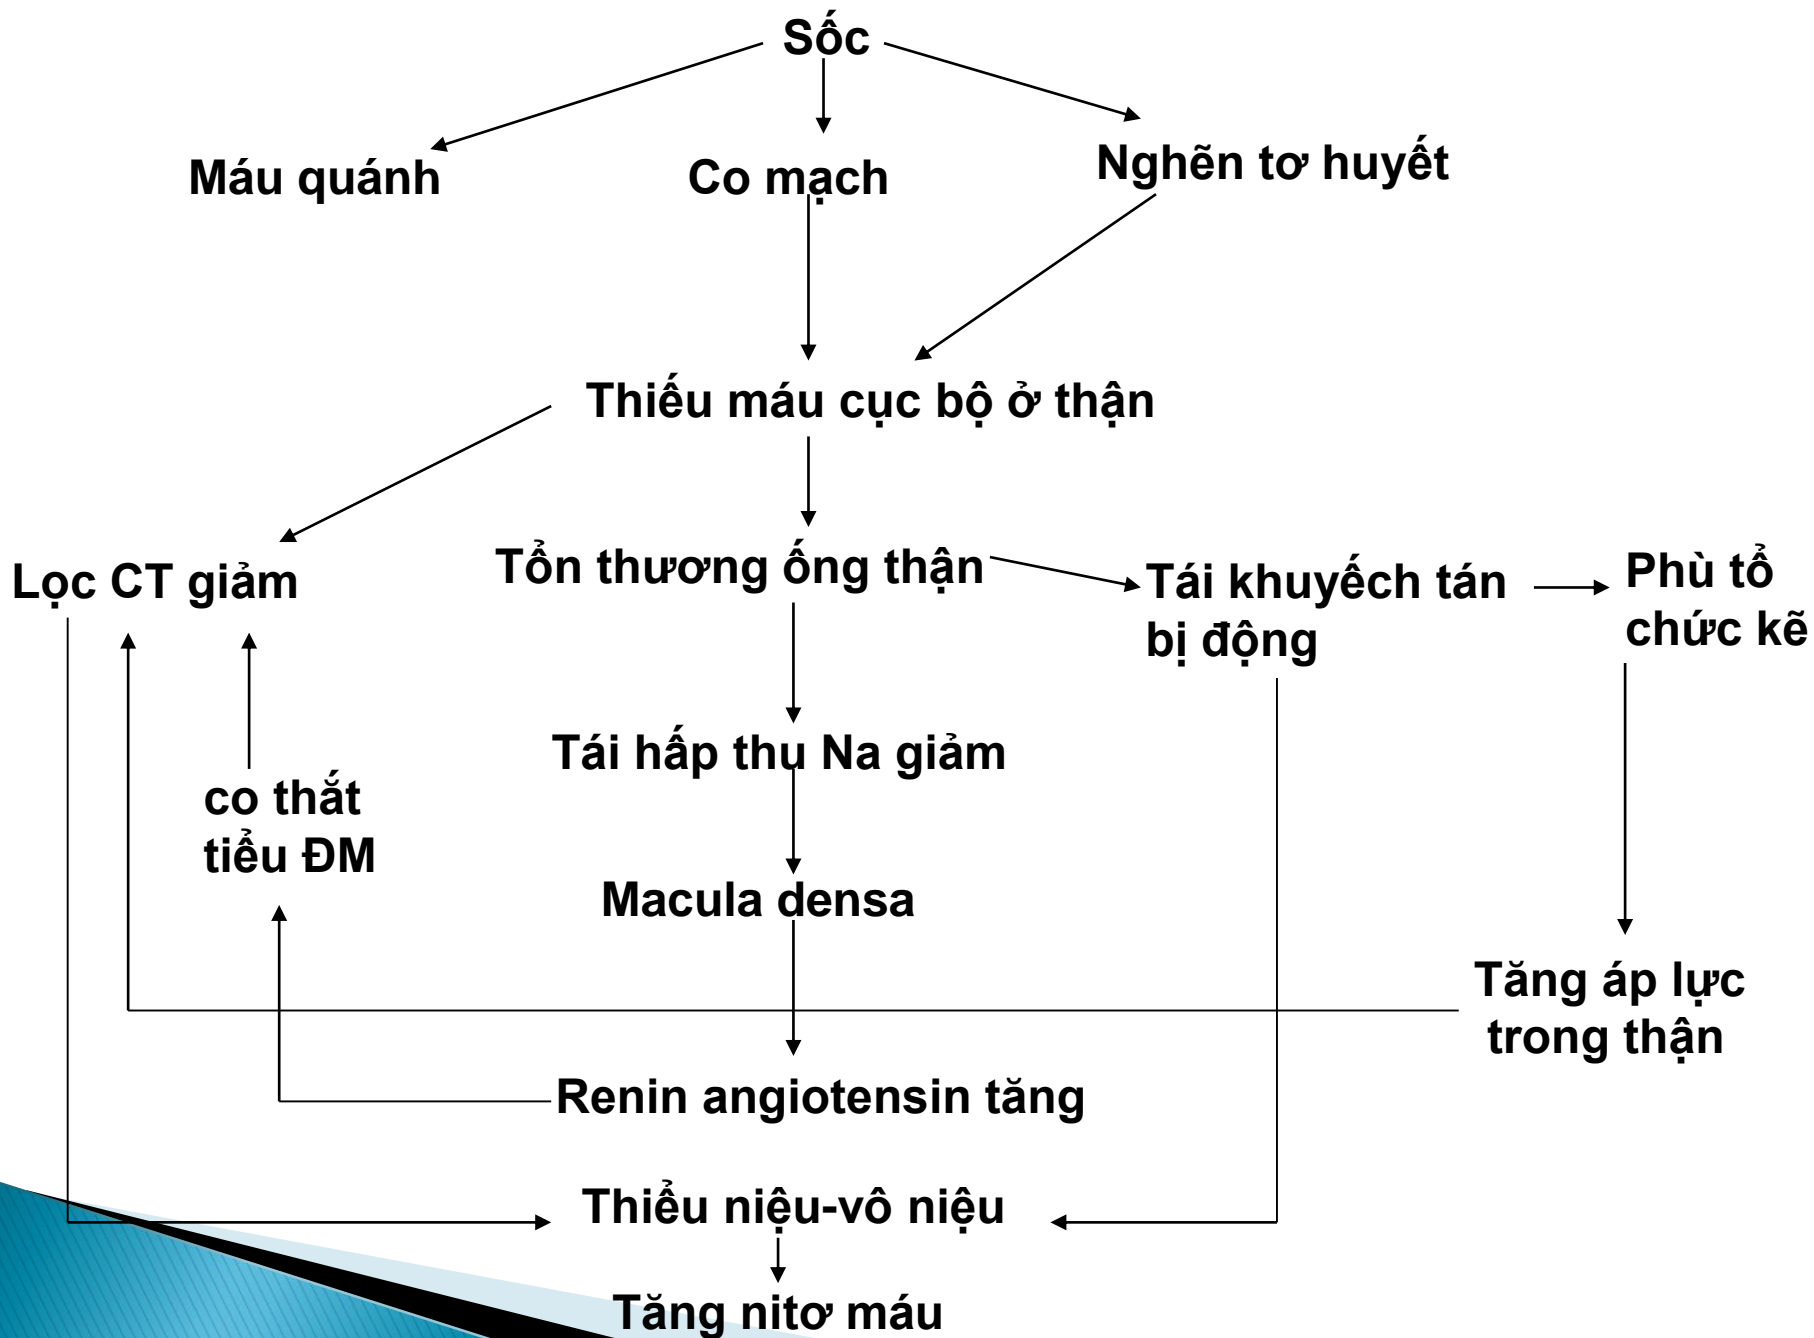 Sốc
Máu quánh
Co mạch
Nghẽn tơ huyết
Thiếu máu cục bộ ở thận
Lọc CT giảm
Tổn thương ống thận
Tái khuyếch tán
bị động
Phù tổ
chức kẽ
Tái hấp thụ Na giảm
co thắt
tiểu ĐM
Macula densa
Tăng áp lực
trong thận
Renin angiotensin tăng
Thiểu niệu-vô niệu
Tăng nitơ máu